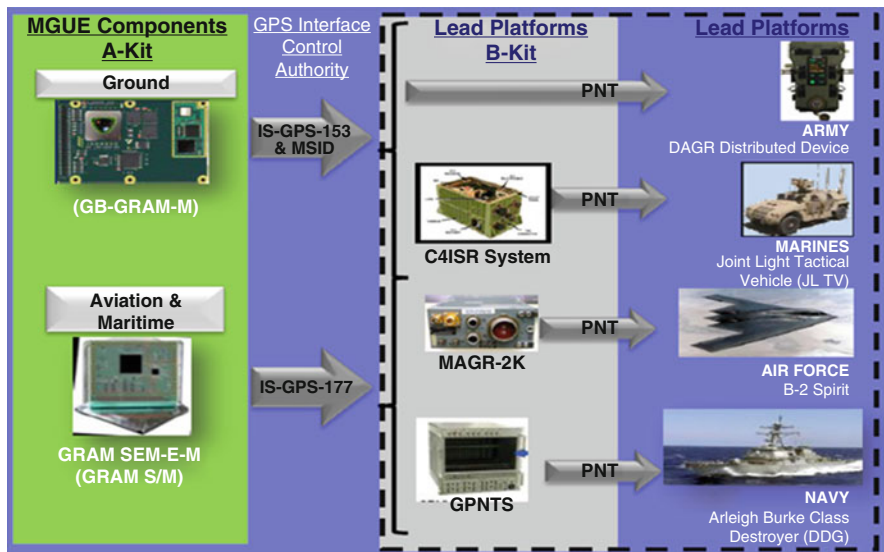 MGUE Components
A-Kit
Ground
(GB-GRAM-M)
Aviation &
Maritime
GRAM SEM-E-M
(GRAM S/M)
GPS Interface
Control
Authority
IS-GPS-153
& MSID
IS-GPS-177
Lead Platforms
B-Kit
PNT
C4ISR System
PNT
MAGR-2K
PNT
GPNTS
PNT
Lead Platforms
ARMY
DAGR Distributed Device
MARINES
Joint Light Tactical
Vehicle (JL TV)
AIR FORCE
B-2 Spirit
NAVY
Arleigh Burke Class
Destroyer (DDG)